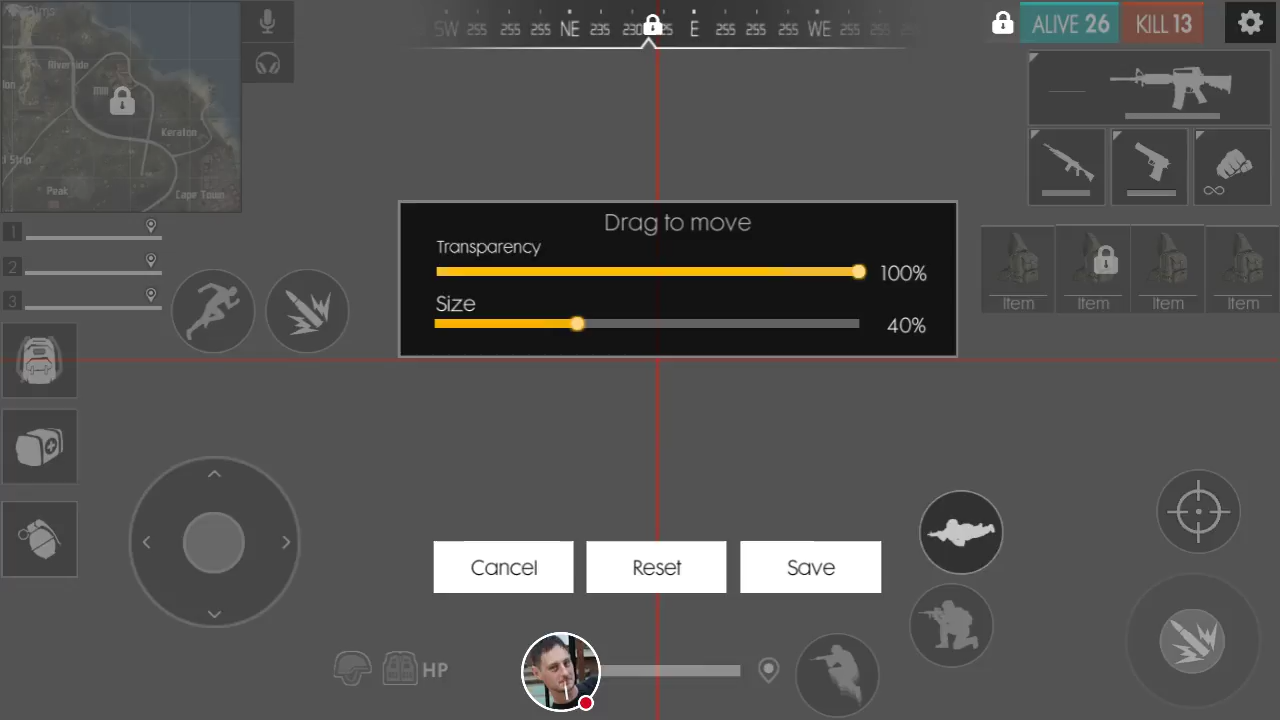 SW 255 255 255 NE 235 230 E 255 255 255 WE 255 255
ALIVE 26 KILL 13
Riverside
Mill
Keraton
d Strip
Peak
Cape Town
Drag to move
Transparency
100%
Size
40%
1
2
3
Item Item Item Item
Cancel Reset Save
HP